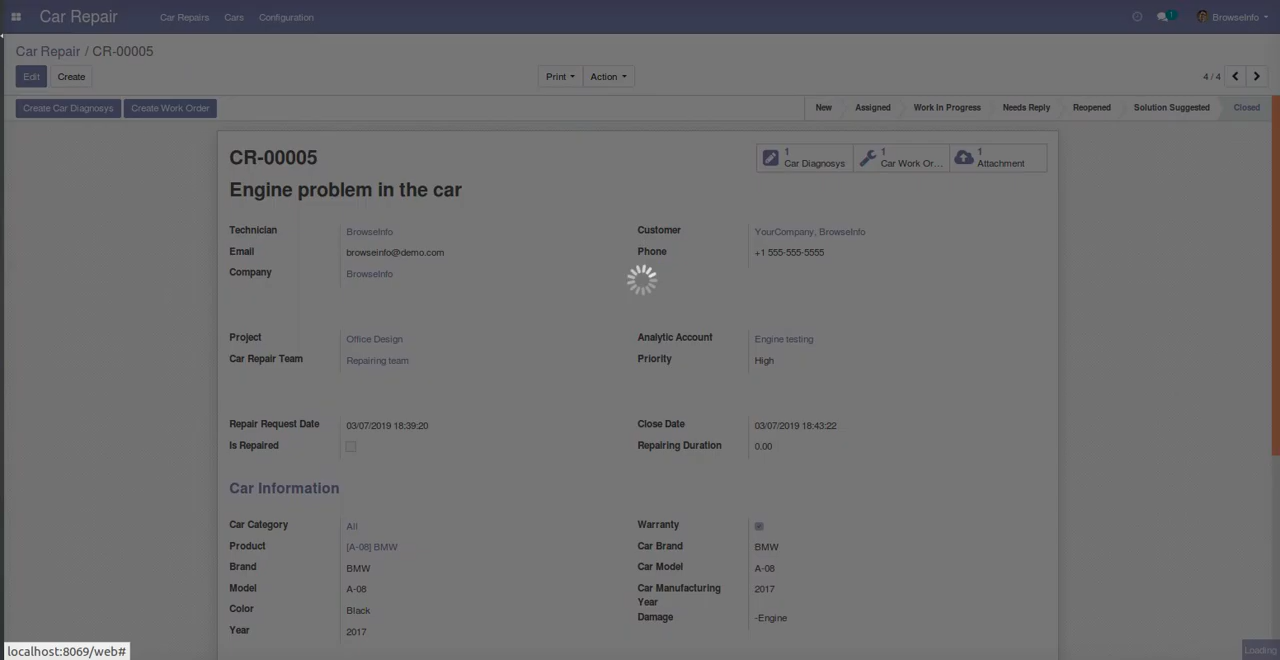 Car Repair Car Repairs Cars Configuration 1 BrowseInfo
Car Repair / CR-00005
Edit Create Print Action 4 / 4
Create Car Diagnosys Create Work Order New Assigned Work In Progress Needs Reply Reopened Solution Suggested Closed
CR-00005
1 Car Diagnosys 1 Car Work Or... 1 Attachment
Engine problem in the car
Technician BrowseInfo Customer YourCompany, BrowseInfo
Email browseinfo@demo.com Phone +1 555-555-5555
Company BrowseInfo
Project Office Design Analytic Account Engine testing
Car Repair Team Repairing team Priority High
Repair Request Date 03/07/2019 18:39:20 Close Date 03/07/2019 18:43:22
Is Repaired Repairing Duration 0.00
Car Information
Car Category All Warranty
Product [A-08] BMW Car Brand BMW
Brand BMW Car Model A-08
Model A-08 Car Manufacturing Year 2017
Color Black Damage -Engine
Year 2017
localhost:8069/web# Loading